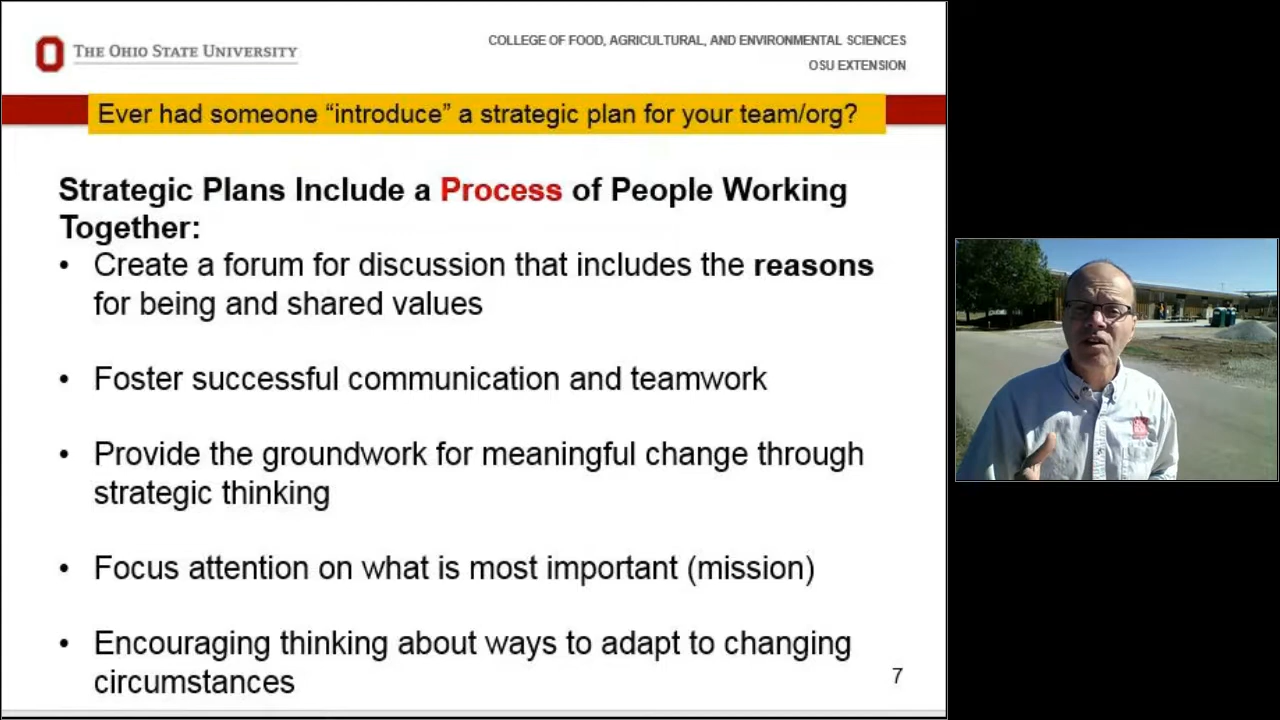 THE OHIO STATE UNIVERSITY
COLLEGE OF FOOD, AGRICULTURAL, AND ENVIRONMENTAL SCIENCES
OSU EXTENSION
Ever had someone “introduce” a strategic plan for your team/org?
Strategic Plans Include a Process of People Working
Together:
• Create a forum for discussion that includes the reasons
for being and shared values
• Foster successful communication and teamwork
• Provide the groundwork for meaningful change through
strategic thinking
• Focus attention on what is most important (mission)
• Encouraging thinking about ways to adapt to changing
circumstances
7